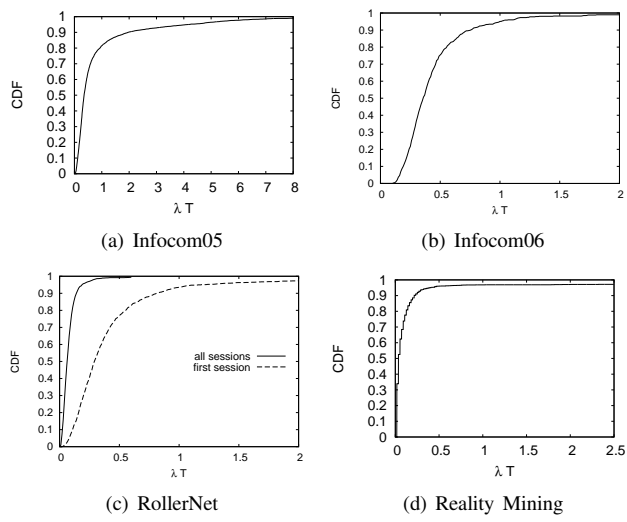 1
0.9
0.8
0.7
0.6
0.5
0.4
0.3
0.2
0.1
0
CDF
0 1 2 3 4 5 6 7 8
λ T
(a) Infocom05
1
0.9
0.8
0.7
0.6
0.5
0.4
0.3
0.2
0.1
0
CDF
0 0.5 1 1.5 2
λ T
(b) Infocom06
1
0.9
0.8
0.7
0.6
0.5
0.4
0.3
0.2
0.1
0
CDF
all sessions
first session
0 0.5 1 1.5 2
λ T
(c) RollerNet
1
0.9
0.8
0.7
0.6
0.5
0.4
0.3
0.2
0.1
0
CDF
0 0.5 1 1.5 2 2.5
λ T
(d) Reality Mining